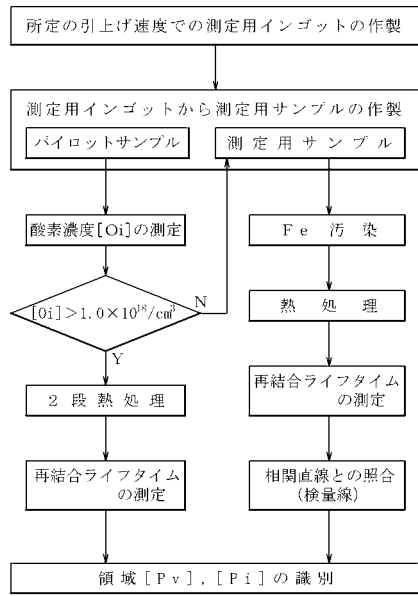 所定の引上げ速度での測定用インゴットの作製
測定用インゴットから測定用サンプルの作製
パイロットサンプル
測定用サンプル
酸素濃度[Oi]の測定
Fe汚染
[Oi]>1.0×10¹⁸/cm³
N
Y
熱処理
2段熱処理
再結合ライフタイム
の測定
再結合ライフタイム
の測定
相関直線との照合
(検量線)
領域[Pv],[Pi]の識別